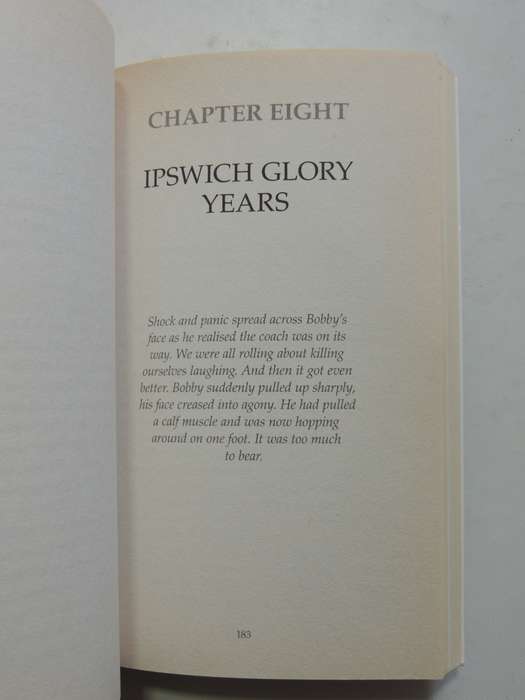 CHAPTER EIGHT
IPSWICH GLORY
YEARS
Shock and panic spread across Bobby's
face as he realised the coach was on its
way. We were all rolling about killing
ourselves laughing. And then it got even
better. Bobby suddenly pulled up sharply,
his face creased into agony. He had pulled
a calf muscle and was now hopping
around on one foot. It was too much
to bear.
183